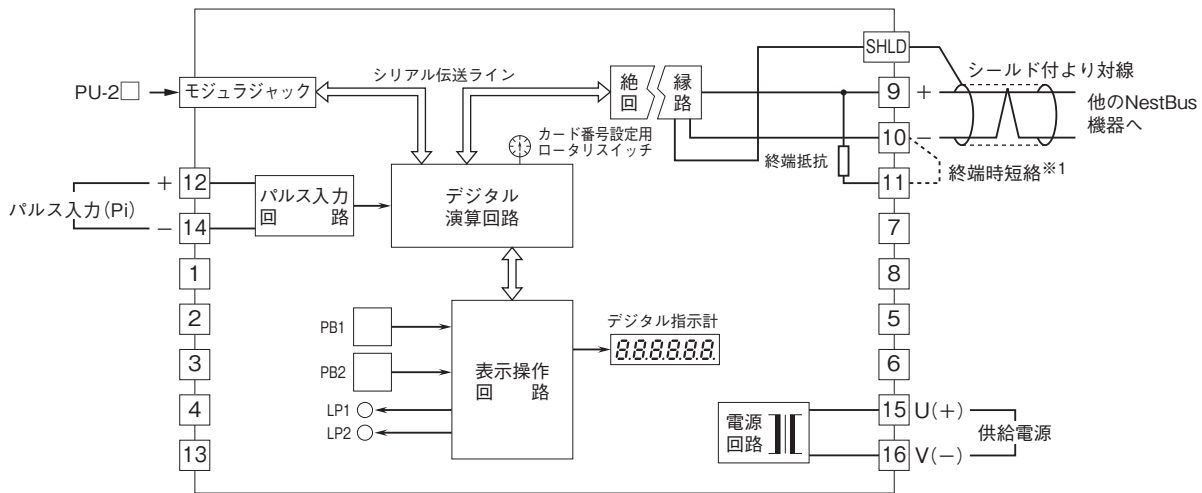 PU-2□
モジュラジャック
シリアル伝送ライン
絶 縁
回 路
SHLD
シールド付より対線
9 +
10 −
11
他のNestBus
機器へ
終端抵抗
終端時短絡※1
カード番号設定用
ロータリスイッチ
パルス入力(Pi)
+ 12
− 14
パルス入力
回 路
デジタル
演算回路
1
2
3
4
13
7
8
5
6
PB1
PB2
LP1
LP2
表示操作
回 路
デジタル指示計
8.8.8.8.8.8.
電源
回路
15 U(+)
16 V(−)
供給電源